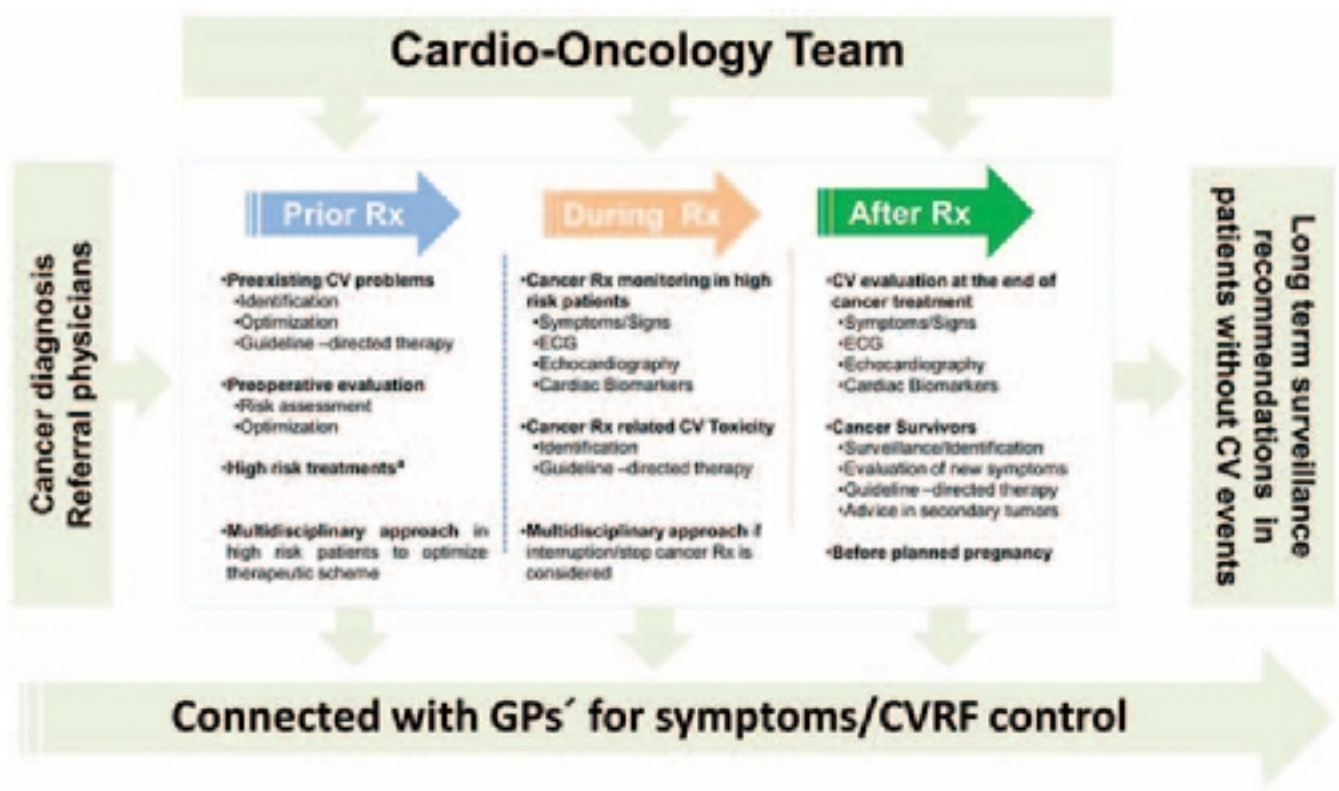 Cardio-Oncology Team
Cancer diagnosis
Referral physicians
Prior Rx
•Preexisting CV problems
•Identification
•Optimization
•Guideline –directed therapy
•Preoperative evaluation
•Risk assessment
•Optimization
•High risk treatmentsª
•Multidisciplinary approach in
high risk patients to optimize
therapeutic scheme
During Rx
•Cancer Rx monitoring in high
risk patients
•Symptoms/Signs
•ECG
•Echocardiography
•Cardiac Biomarkers
•Cancer Rx related CV Toxicity
•Identification
•Guideline –directed therapy
•Multidisciplinary approach if
interruption/stop cancer Rx is
considered
After Rx
•CV evaluation at the end of
cancer treatment
•Symptoms/Signs
•ECG
•Echocardiography
•Cardiac Biomarkers
•Cancer Survivors
•Surveillance/Identification
•Evaluation of new symptoms
•Guideline –directed therapy
•Advice in secondary tumors
•Before planned pregnancy
Long term surveillance
recommendations in
patients without CV events
Connected with GPs´ for symptoms/CVRF control